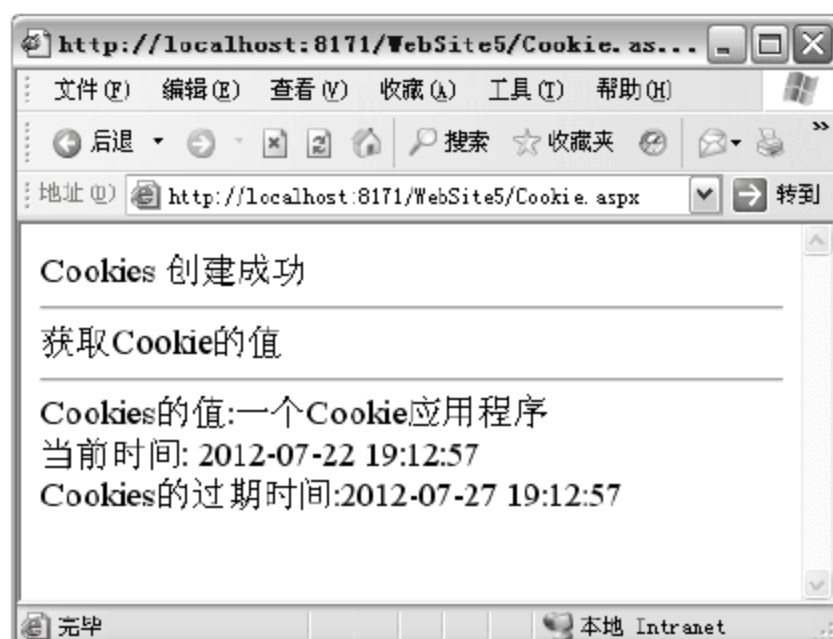 http://localhost:8171/WebSite5/Cookie.as...
文件(F) 编辑(E) 查看(V) 收藏(A) 工具(T) 帮助(H)
后退 搜索 收藏夹 »
地址(D) http://localhost:8171/WebSite5/Cookie.aspx 转到
Cookies 创建成功
获取Cookie的值
Cookies的值:一个Cookie应用程序
当前时间: 2012-07-22 19:12:57
Cookies的过期时间:2012-07-27 19:12:57
完毕 本地 Intranet